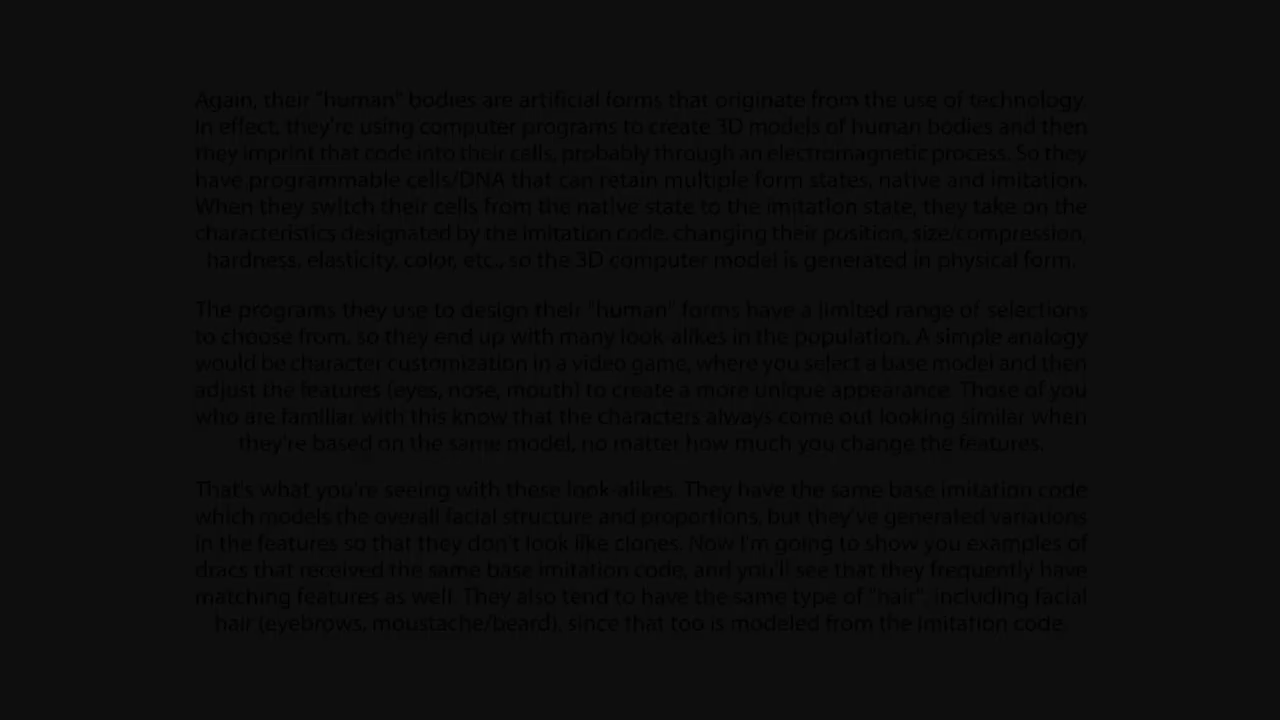 Again, their "human" bodies are artificial forms that originate from the use of technology.
In effect, they're using computer programs to create 3D models of human bodies and then
they imprint that code into their cells, probably through an electromagnetic process. So they
have programmable cells/DNA that can retain multiple form states, native and imitation.
When they switch their cells from the native state to the imitation state, they take on the
characteristics designated by the imitation code, changing their position, size/compression,
hardness, elasticity, color, etc., so the 3D computer model is generated in physical form.
The programs they use to design their "human" forms have a limited range of selections
to choose from, so they end up with many look-alikes in the population. A simple analogy
would be character customization in a video game, where you select a base model and then
adjust the features (eyes, nose, mouth) to create a more unique appearance. Those of you
who are familiar with this know that the characters always come out looking similar when
they're based on the same model, no matter how much you change the features.
That's what you're seeing with these look-alikes. They have the same base imitation code
which models the overall facial structure and proportions, but they've generated variations
in the features so that they don't look like clones. Now I'm going to show you examples of
dracs that received the same base imitation code, and you'll see that they frequently have
matching features as well. They also tend to have the same type of "hair", including facial
hair (eyebrows, moustache/beard), since that too is modeled from the imitation code.